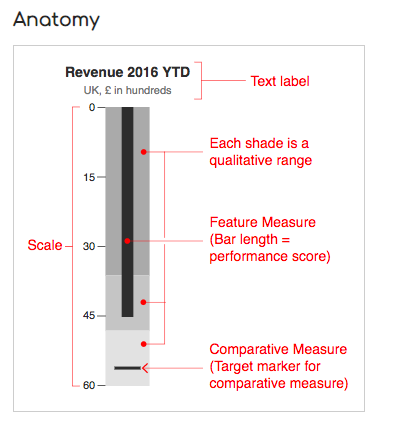 Anatomy
Revenue 2016 YTD
UK, £ in hundreds
Text label
0
Each shade is a
qualitative range
15
Feature Measure
(Bar length =
performance score)
Scale
30
45
Comparative Measure
(Target marker for
comparative measure)
60